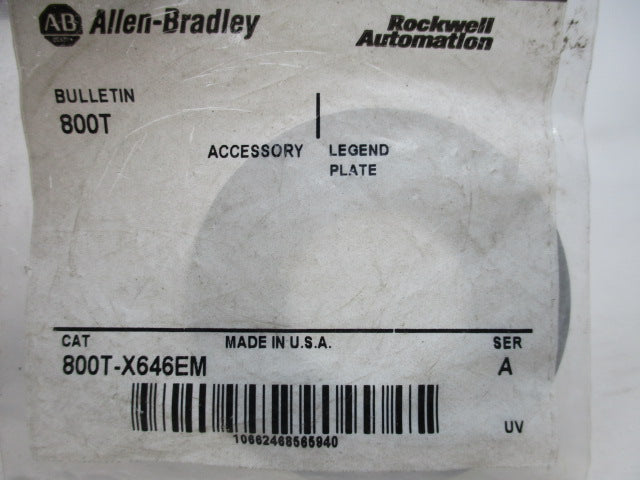 AB Allen-Bradley Rockwell Automation
BULLETIN
800T
ACCESSORY LEGEND
PLATE
CAT MADE IN U.S.A. SER
800T-X646EM A
10662468565940
UV